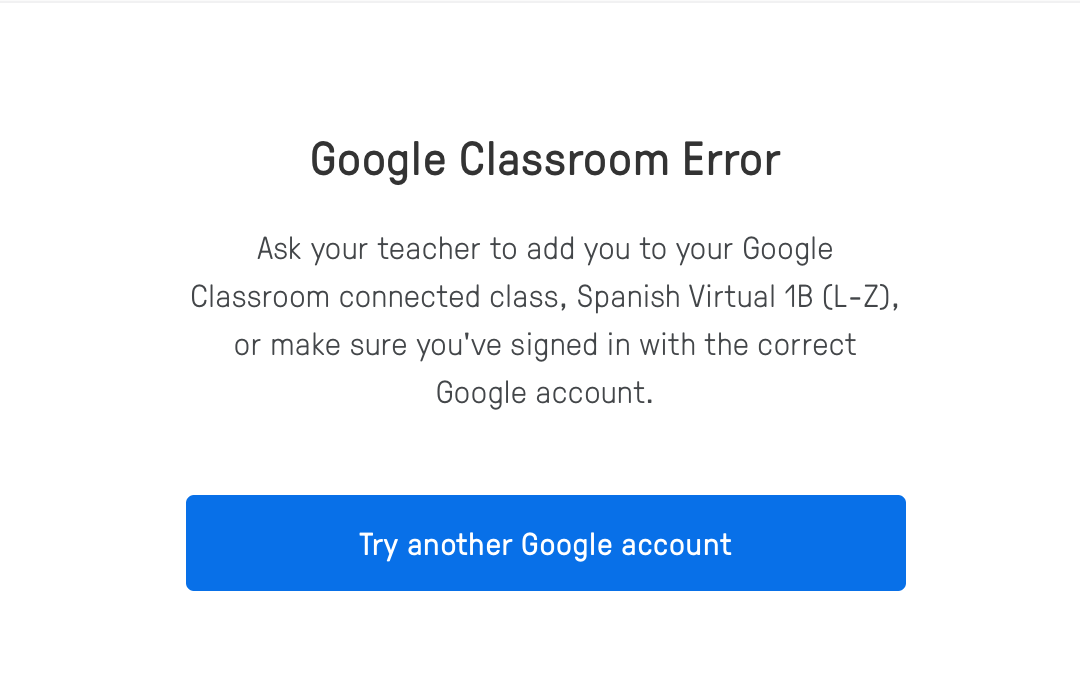 Google Classroom Error
Ask your teacher to add you to your Google
Classroom connected class, Spanish Virtual 1B (L-Z),
or make sure you've signed in with the correct
Google account.
Try another Google account